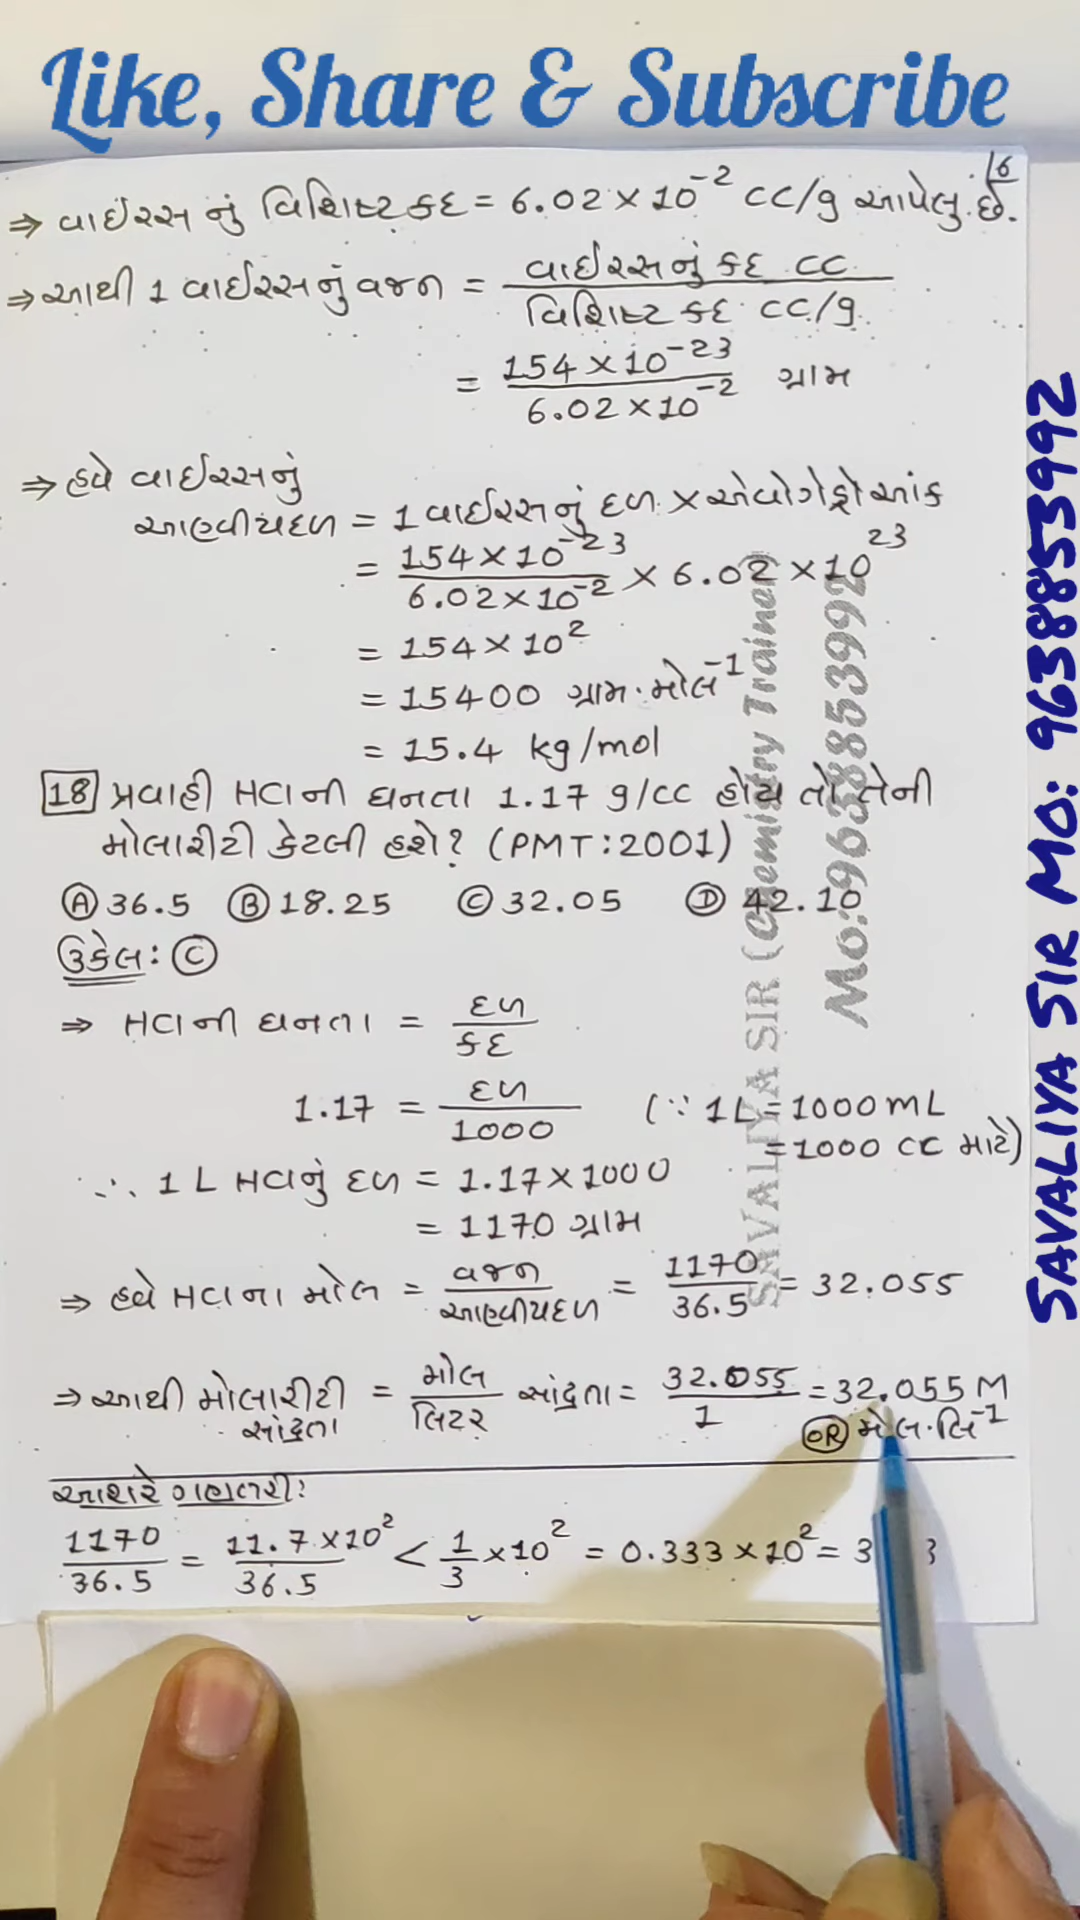 Like, Share & Subscribe
16
⇒ વાઈરસ નું વિશિષ્ટ કદ = 6.02 × 10⁻² CC/g આપેલુ છે.
⇒ આથી 1 વાઈરસનું વજન = વાઈરસનું કદ CC / વિશિષ્ટ કદ CC/g
= 154 × 10⁻²³ / 6.02 × 10⁻² ગ્રામ
⇒ હવે વાઈરસનું
આણ્વીયદળ = 1 વાઈરસનું દળ × એવોગેડ્રો આંક
= 154 × 10⁻²³ / 6.02 × 10⁻² × 6.02 × 10²³
= 154 × 10²
= 15400 ગ્રામ. મોલ⁻¹
= 15.4 kg/mol
18 પ્રવાહી HCl ની ઘનતા 1.17 g/cc હોય તો તેની
મોલારીટી કેટલી હશે? (PMT:2001)
(A) 36.5 (B) 18.25 (C) 32.05 (D) 42.10
ઉકેલ: (C)
⇒ HCl ની ઘનતા = દળ / કદ
1.17 = દળ / 1000 (∵ 1 L = 1000 mL
= 1000 CC માટે)
∴ 1 L HCl નું દળ = 1.17 × 1000
= 1170 ગ્રામ
⇒ હવે HCl ના મોલ = વજન / આણ્વીયદળ = 1170 / 36.5 = 32.055
⇒ આથી મોલારીટી = મોલ / લિટર સાંદ્રતા = 32.055 / 1 = 32.055 M
સાંદ્રતા (OR) મોલ. લિ⁻¹
આશરે ગણતરી:
1170 / 36.5 = 11.7 × 10² / 36.5 < 1/3 × 10² = 0.333 × 10² = 3 3
SAVALIYA SIR (Chemistry Trainer)
Mo: 9638853992
SAVALIYA SIR MO: 9638853992